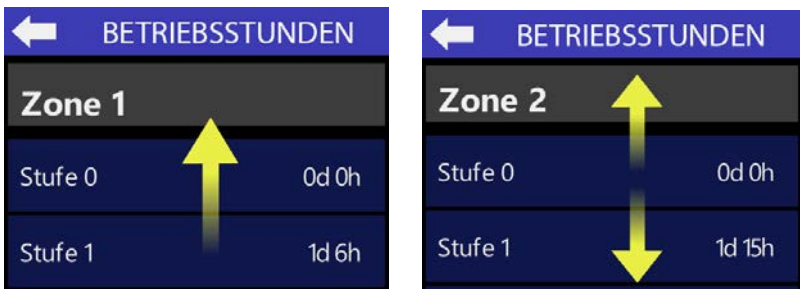 BETRIEBSSTUNDEN
Zone 1
Stufe 0 0d 0h
Stufe 1 1d 6h
BETRIEBSSTUNDEN
Zone 2
Stufe 0 0d 0h
Stufe 1 1d 15h